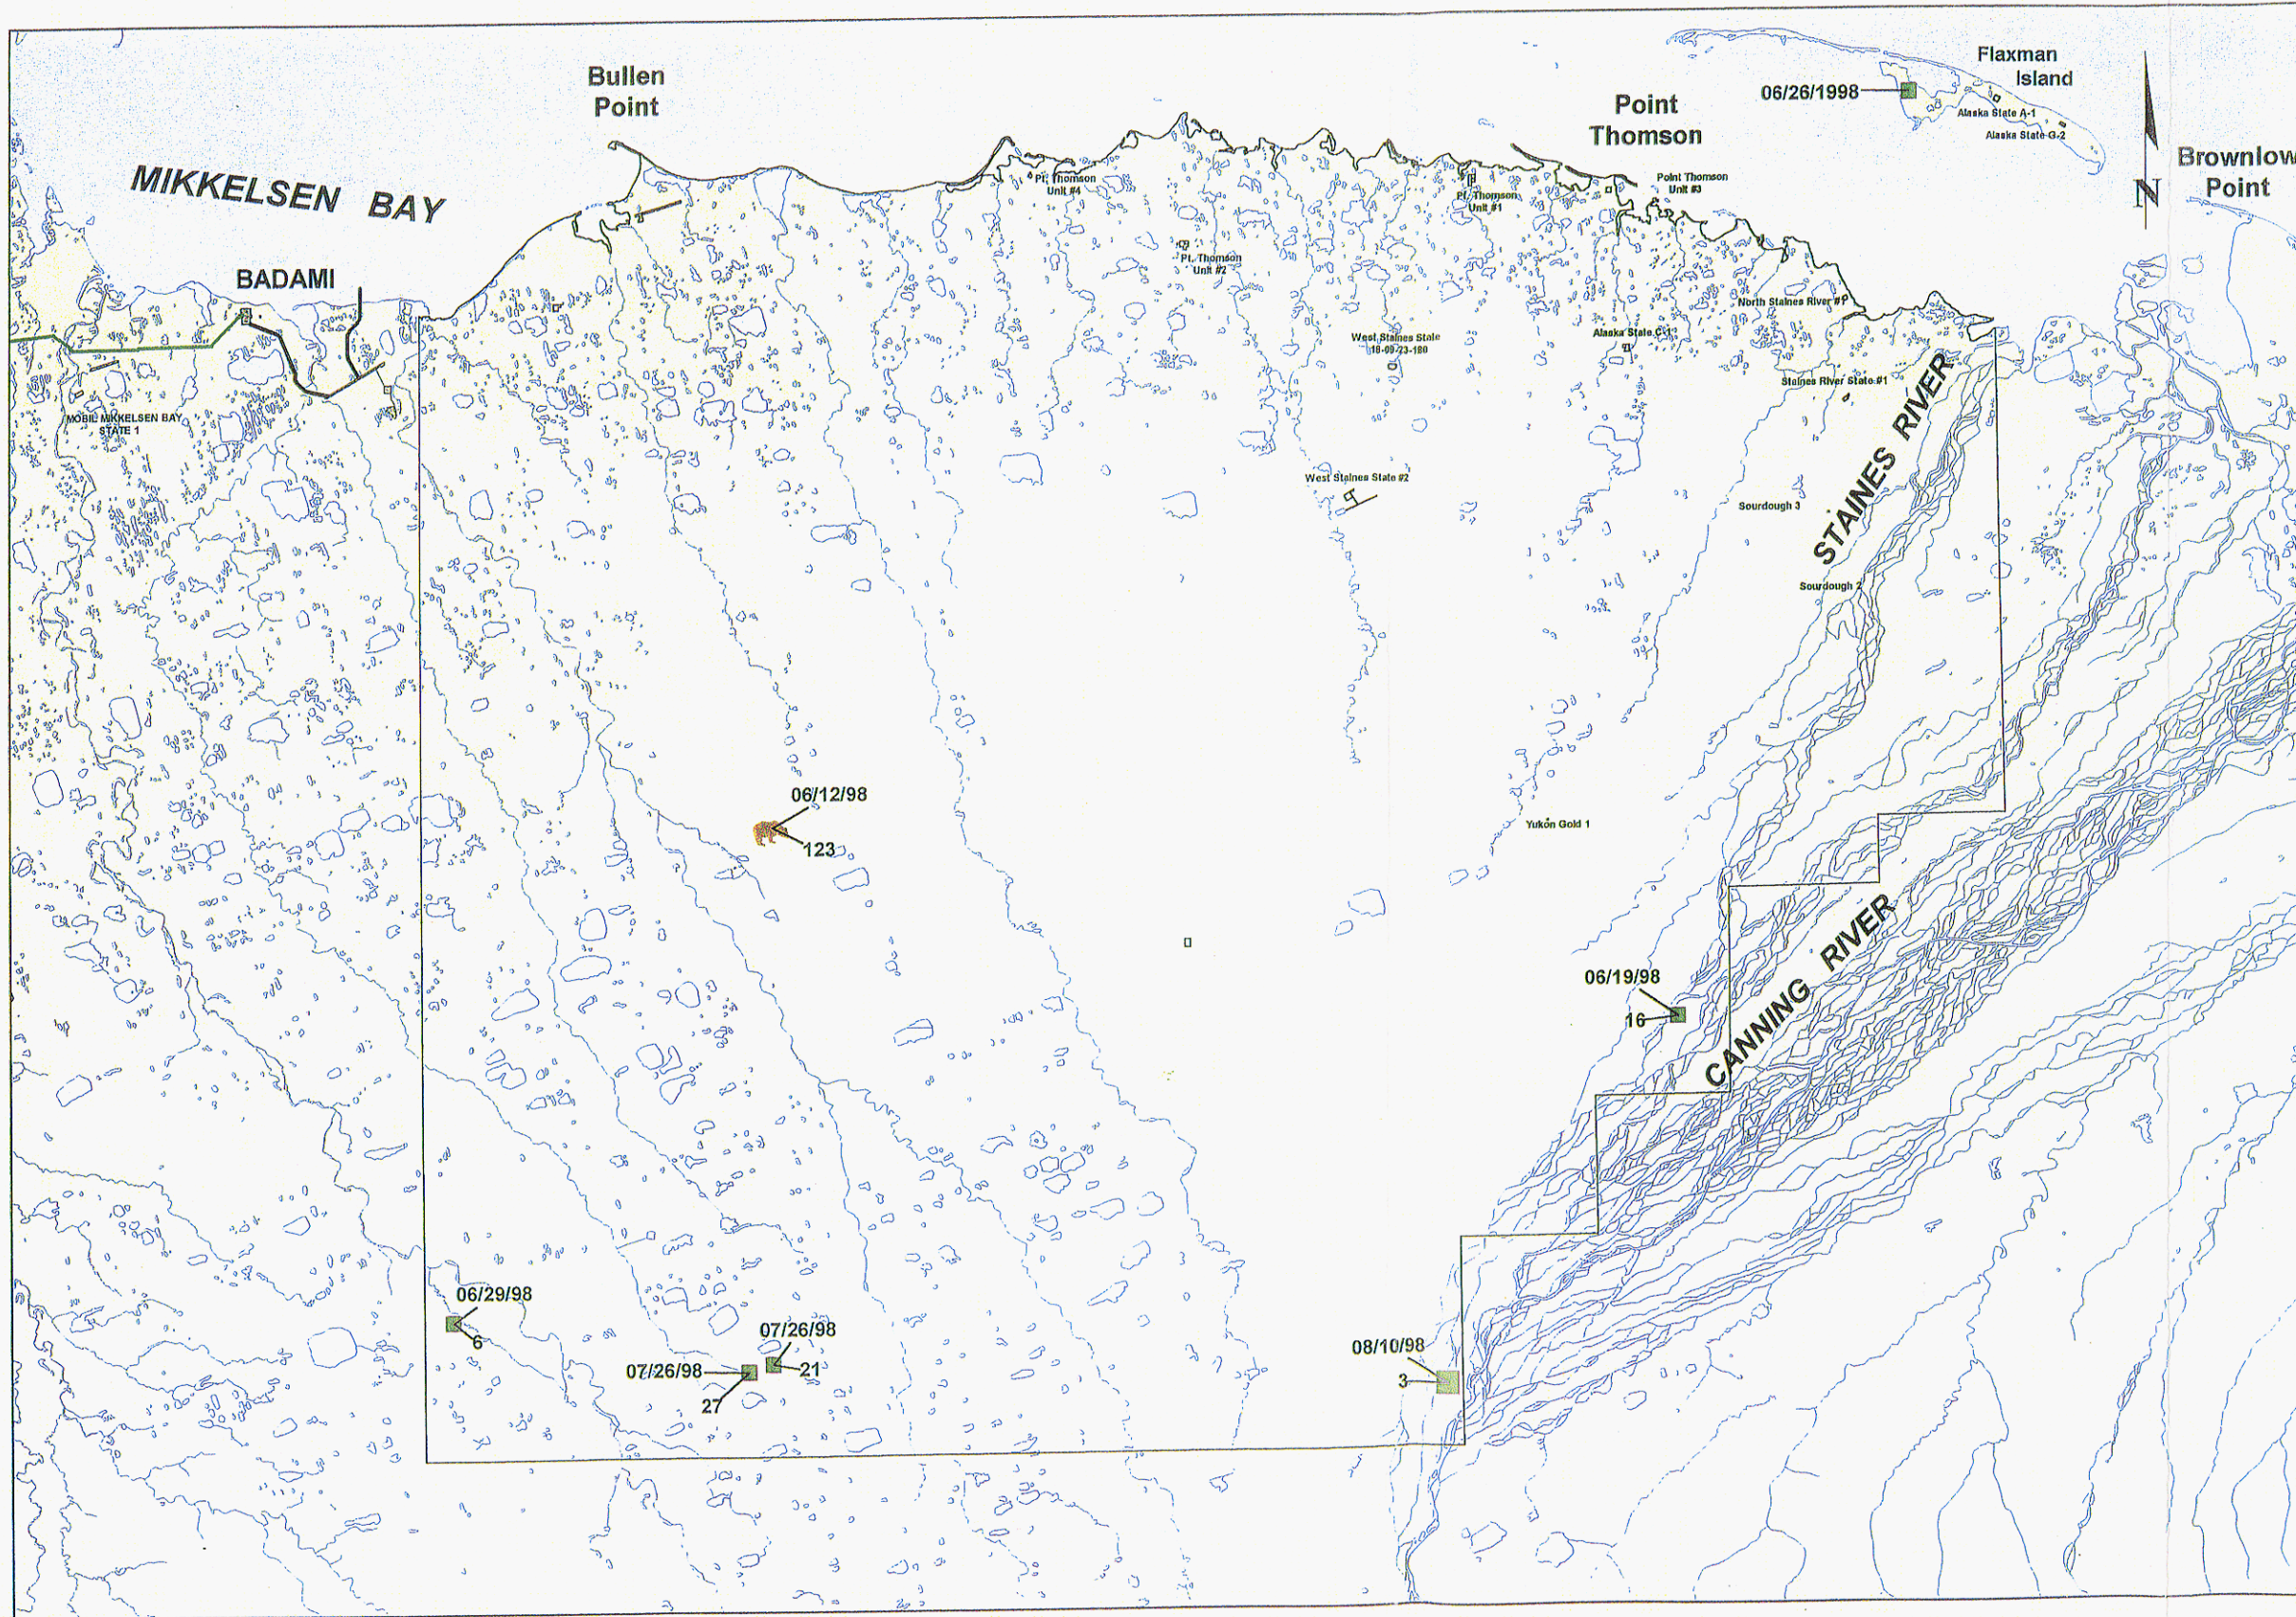 Bullen
Point
MIKKELSEN BAY
BADAMI
MOBIL MIKKELSEN BAY
STATE 1
Pt. Thomson
Unit #4
Pt. Thomson
Unit #2
Pt. Thomson
Unit #1
Point
Thomson
Point Thomson
Unit #3
06/26/1998
Flaxman
Island
Alaska State A-1
Alaska State G-2
N
Brownlow
Point
North Staines River #1
West Staines State
18-09-23-180
Alaska State C-1
Staines River State #1
STAINES RIVER
West Staines State #2
Sourdough 3
Sourdough 2
06/12/98
123
Yukon Gold 1
06/19/98
16
CANNING RIVER
06/29/98
6
07/26/98
21
07/26/98
27
08/10/98
3